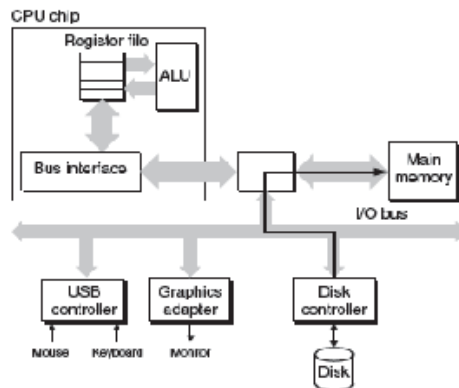 CPU chip
Register file
ALU
Bus interface
Main
memory
I/O bus
USB
controller
Graphics
adapter
Disk
controller
Mouse
Keyboard
Monitor
Disk